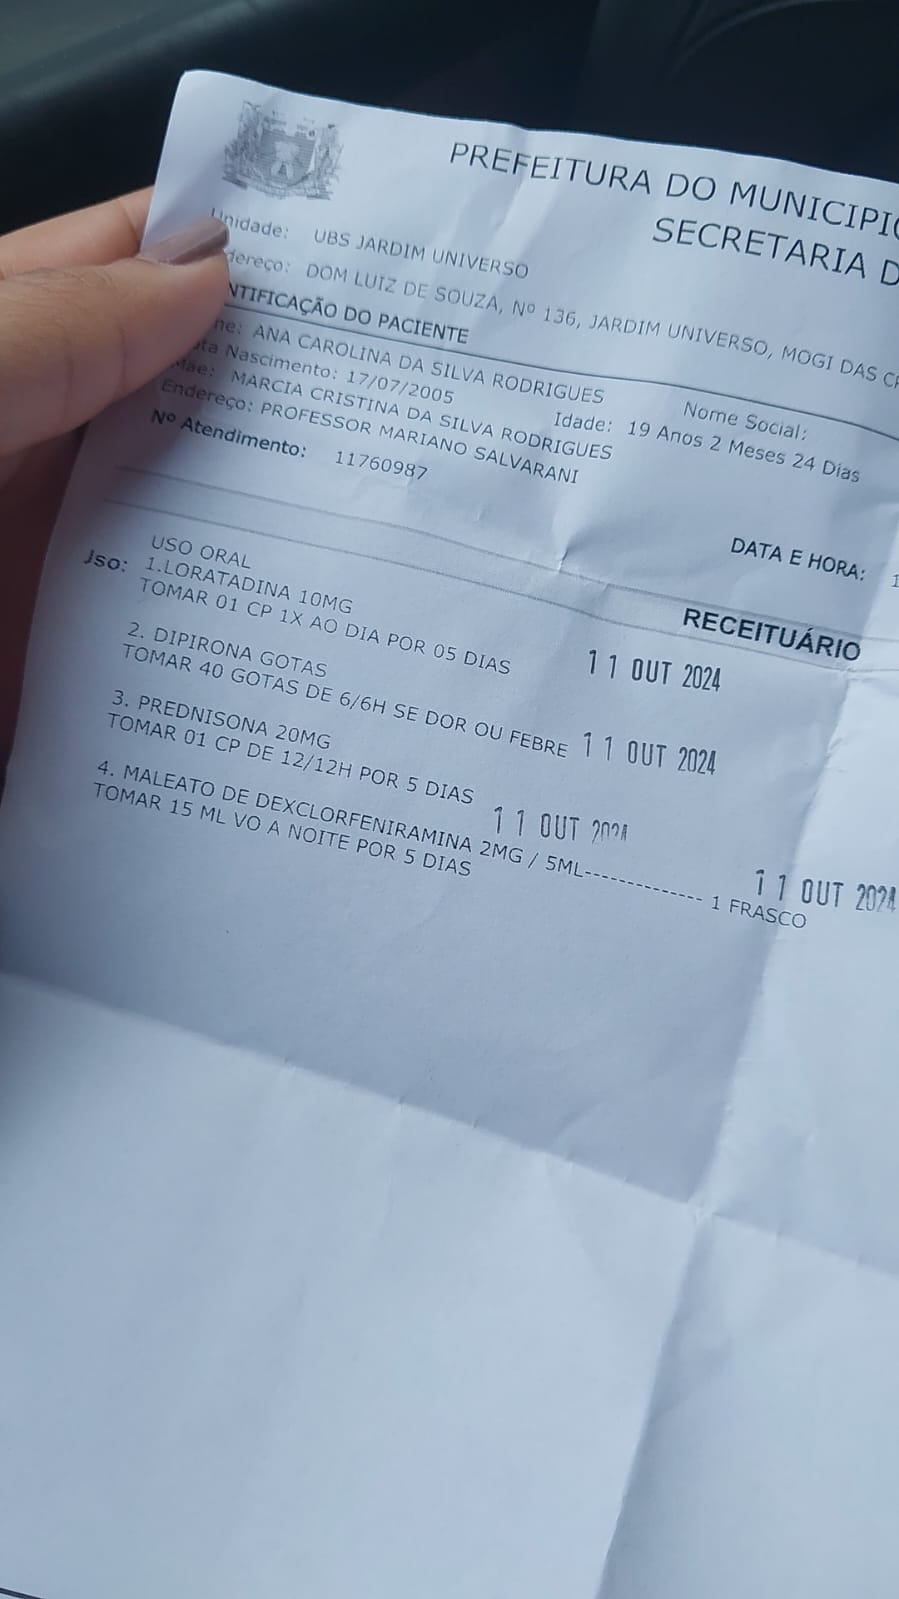 PREFEITURA DO MUNICIPIO
SECRETARIA D
Unidade: UBS JARDIM UNIVERSO
dereço: DOM LUIZ DE SOUZA, Nº 136, JARDIM UNIVERSO, MOGI DAS CR
NTIFICAÇÃO DO PACIENTE
me: ANA CAROLINA DA SILVA RODRIGUES Nome Social:
ta Nascimento: 17/07/2005 Idade: 19 Anos 2 Meses 24 Dias
Mãe: MARCIA CRISTINA DA SILVA RODRIGUES
Endereço: PROFESSOR MARIANO SALVARANI
Nº Atendimento: 11760987
DATA E HORA: 1
RECEITUÁRIO
Jso: USO ORAL
1.LORATADINA 10MG
TOMAR 01 CP 1X AO DIA POR 05 DIAS 11 OUT 2024
2. DIPIRONA GOTAS
TOMAR 40 GOTAS DE 6/6H SE DOR OU FEBRE 11 OUT 2024
3. PREDNISONA 20MG
TOMAR 01 CP DE 12/12H POR 5 DIAS 11 OUT 2024
4. MALEATO DE DEXCLORFENIRAMINA 2MG / 5ML-------------- 1 FRASCO 11 OUT 2024
TOMAR 15 ML VO A NOITE POR 5 DIAS